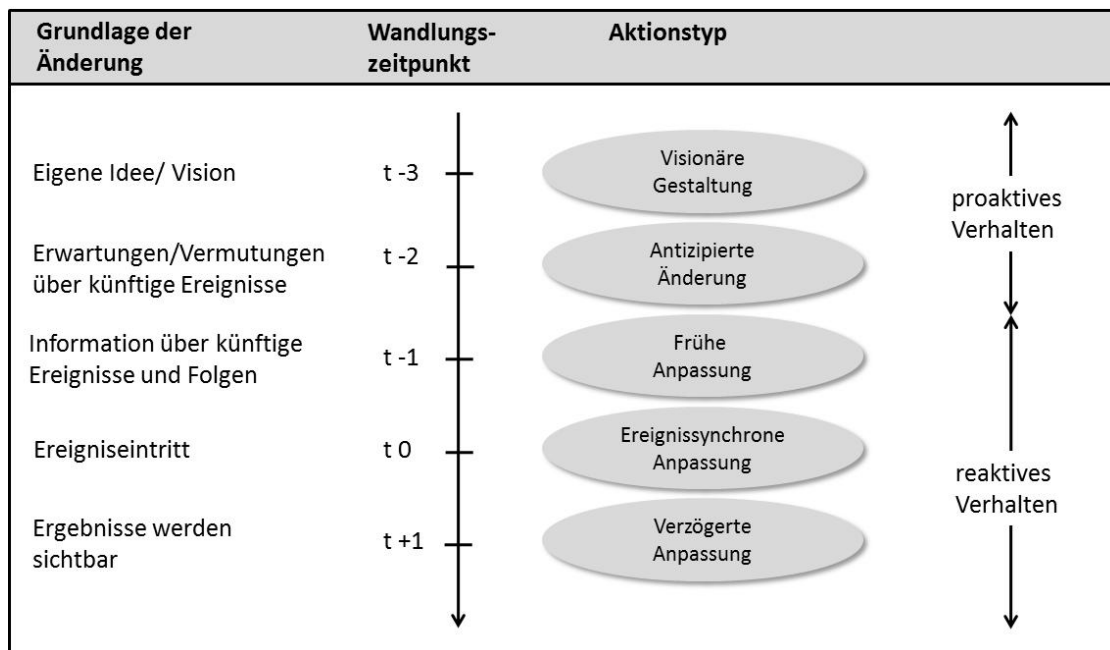 Grundlage der
Änderung
Wandlungs-
zeitpunkt
Aktionstyp
Eigene Idee/ Vision
t -3
Visionäre
Gestaltung
Erwartungen/Vermutungen
über künftige Ereignisse
t -2
Antizipierte
Änderung
proaktives
Verhalten
Information über künftige
Ereignisse und Folgen
t -1
Frühe
Anpassung
Ereigniseintritt
t 0
Ereignissynchrone
Anpassung
reaktives
Verhalten
Ergebnisse werden
sichtbar
t +1
Verzögerte
Anpassung